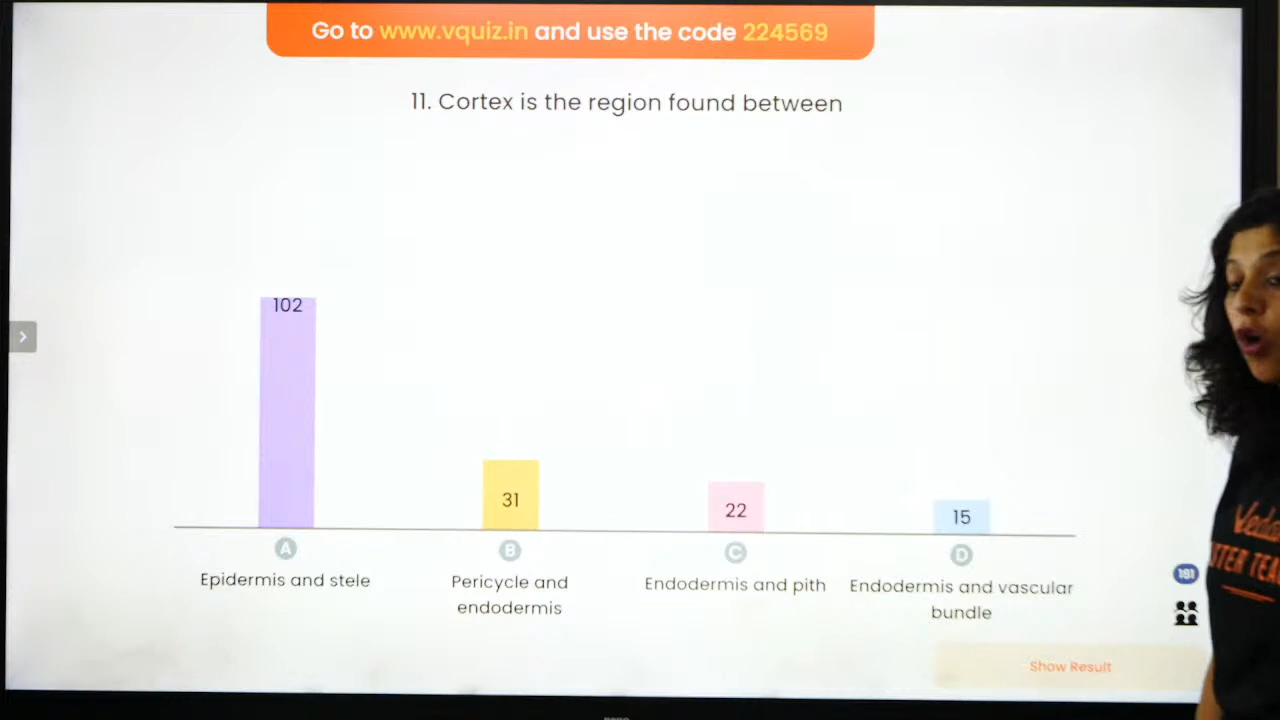 Go to www.vquiz.in and use the code 224569
11. Cortex is the region found between
102
31
22
15
A
B
C
D
Epidermis and stele
Pericycle and
endodermis
Endodermis and pith
Endodermis and vascular
bundle
191
Show Result